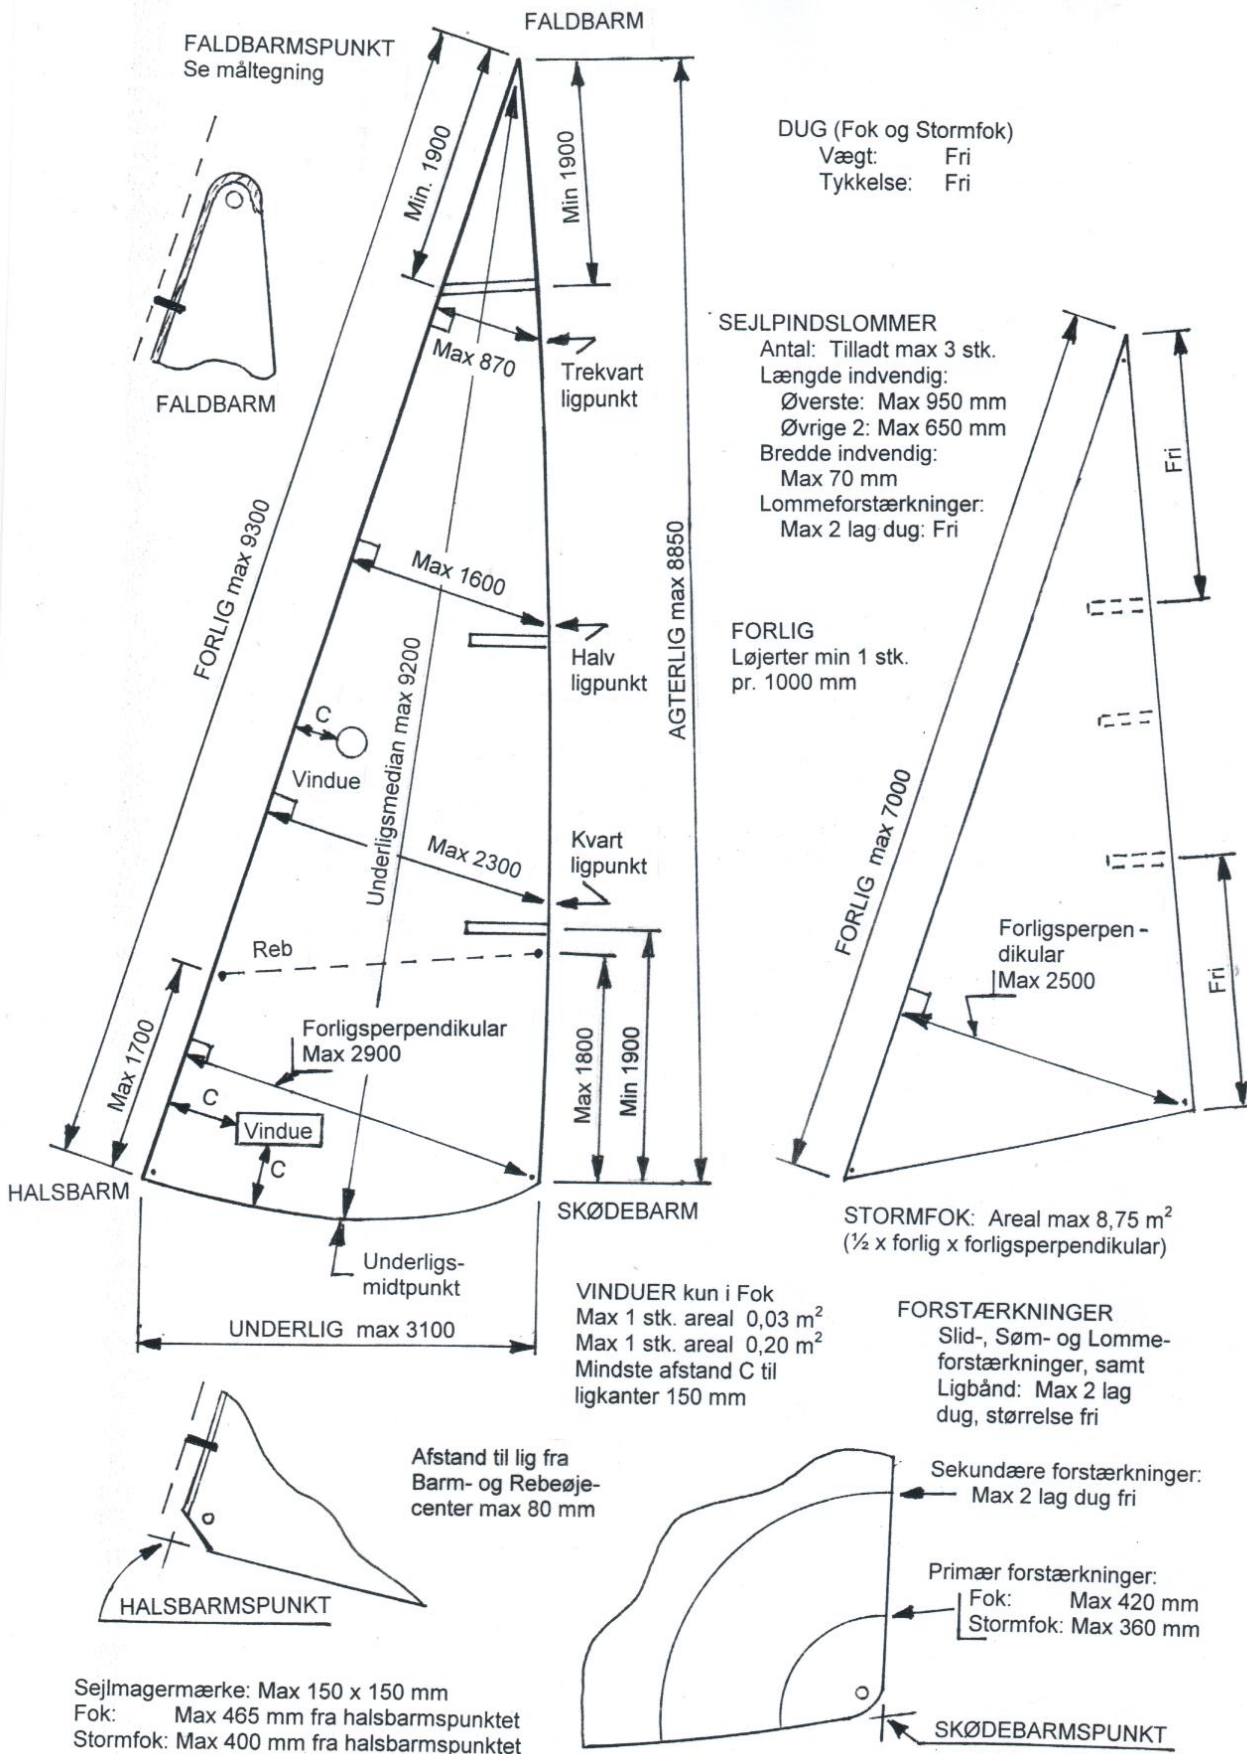 FALDBARM
FALDBARMSPUNKT
Se måltegning
FALDBARM
Min. 1900
Min 1900
DUG (Fok og Stormfok)
Vægt: Fri
Tykkelse: Fri
Max 870
Trekvart
ligpunkt
SEJLPINDSLOMMER
Antal: Tilladt max 3 stk.
Længde indvendig:
Øverste: Max 950 mm
Øvrige 2: Max 650 mm
Bredde indvendig:
Max 70 mm
Lommeforstærkninger:
Max 2 lag dug: Fri
Fri
FORLIG max 9300
Max 1600
Halv
ligpunkt
AGTERLIG max 8850
FORLIG
Løjerter min 1 stk.
pr. 1000 mm
C
Vindue
Underligsmedian max 9200
Max 2300
Kvart
ligpunkt
FORLIG max 7000
Forligsperpen -
dikular
Max 2500
Fri
Reb
Max 1700
Forligsperpendikular
Max 2900
Max 1800
Min 1900
C
Vindue
C
HALSBARM
SKØDEBARM
STORMFOK: Areal max 8,75 m²
(½ x forlig x forligsperpendikular)
Underligs-
midtpunkt
UNDERLIG max 3100
VINDUER kun i Fok
Max 1 stk. areal 0,03 m²
Max 1 stk. areal 0,20 m²
Mindste afstand C til
ligkanter 150 mm
FORSTÆRKNINGER
Slid-, Søm- og Lomme-
forstærkninger, samt
Ligbånd: Max 2 lag
dug, størrelse fri
Afstand til lig fra
Barm- og Rebeøje-
center max 80 mm
Sekundære forstærkninger:
Max 2 lag dug fri
Primær forstærkninger:
Fok: Max 420 mm
Stormfok: Max 360 mm
HALSBARMSPUNKT
SKØDEBARMSPUNKT
Sejlmagermærke: Max 150 x 150 mm
Fok: Max 465 mm fra halsbarmspunktet
Stormfok: Max 400 mm fra halsbarmspunktet